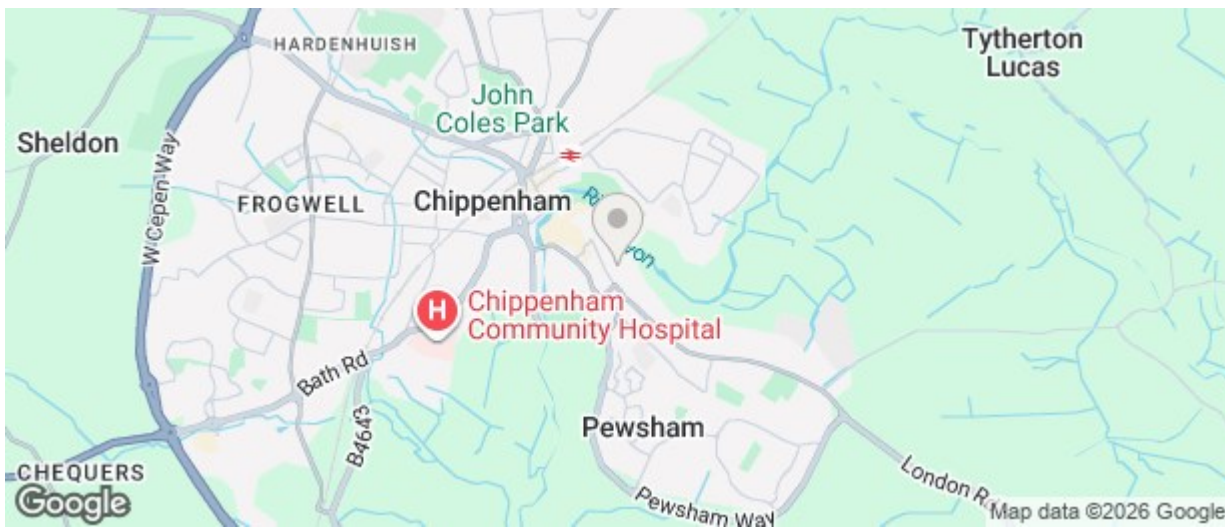 HARDENHUISH
Tytherton
Lucas
John
Coles Park
Sheldon
W Cepen Way
FROGWELL
Chippenham
H
Chippenham
Community Hospital
Bath Rd
B4643
Pewsham
CHEQUERS
London
Pewsham Way
Google
Map data ©2026 Google